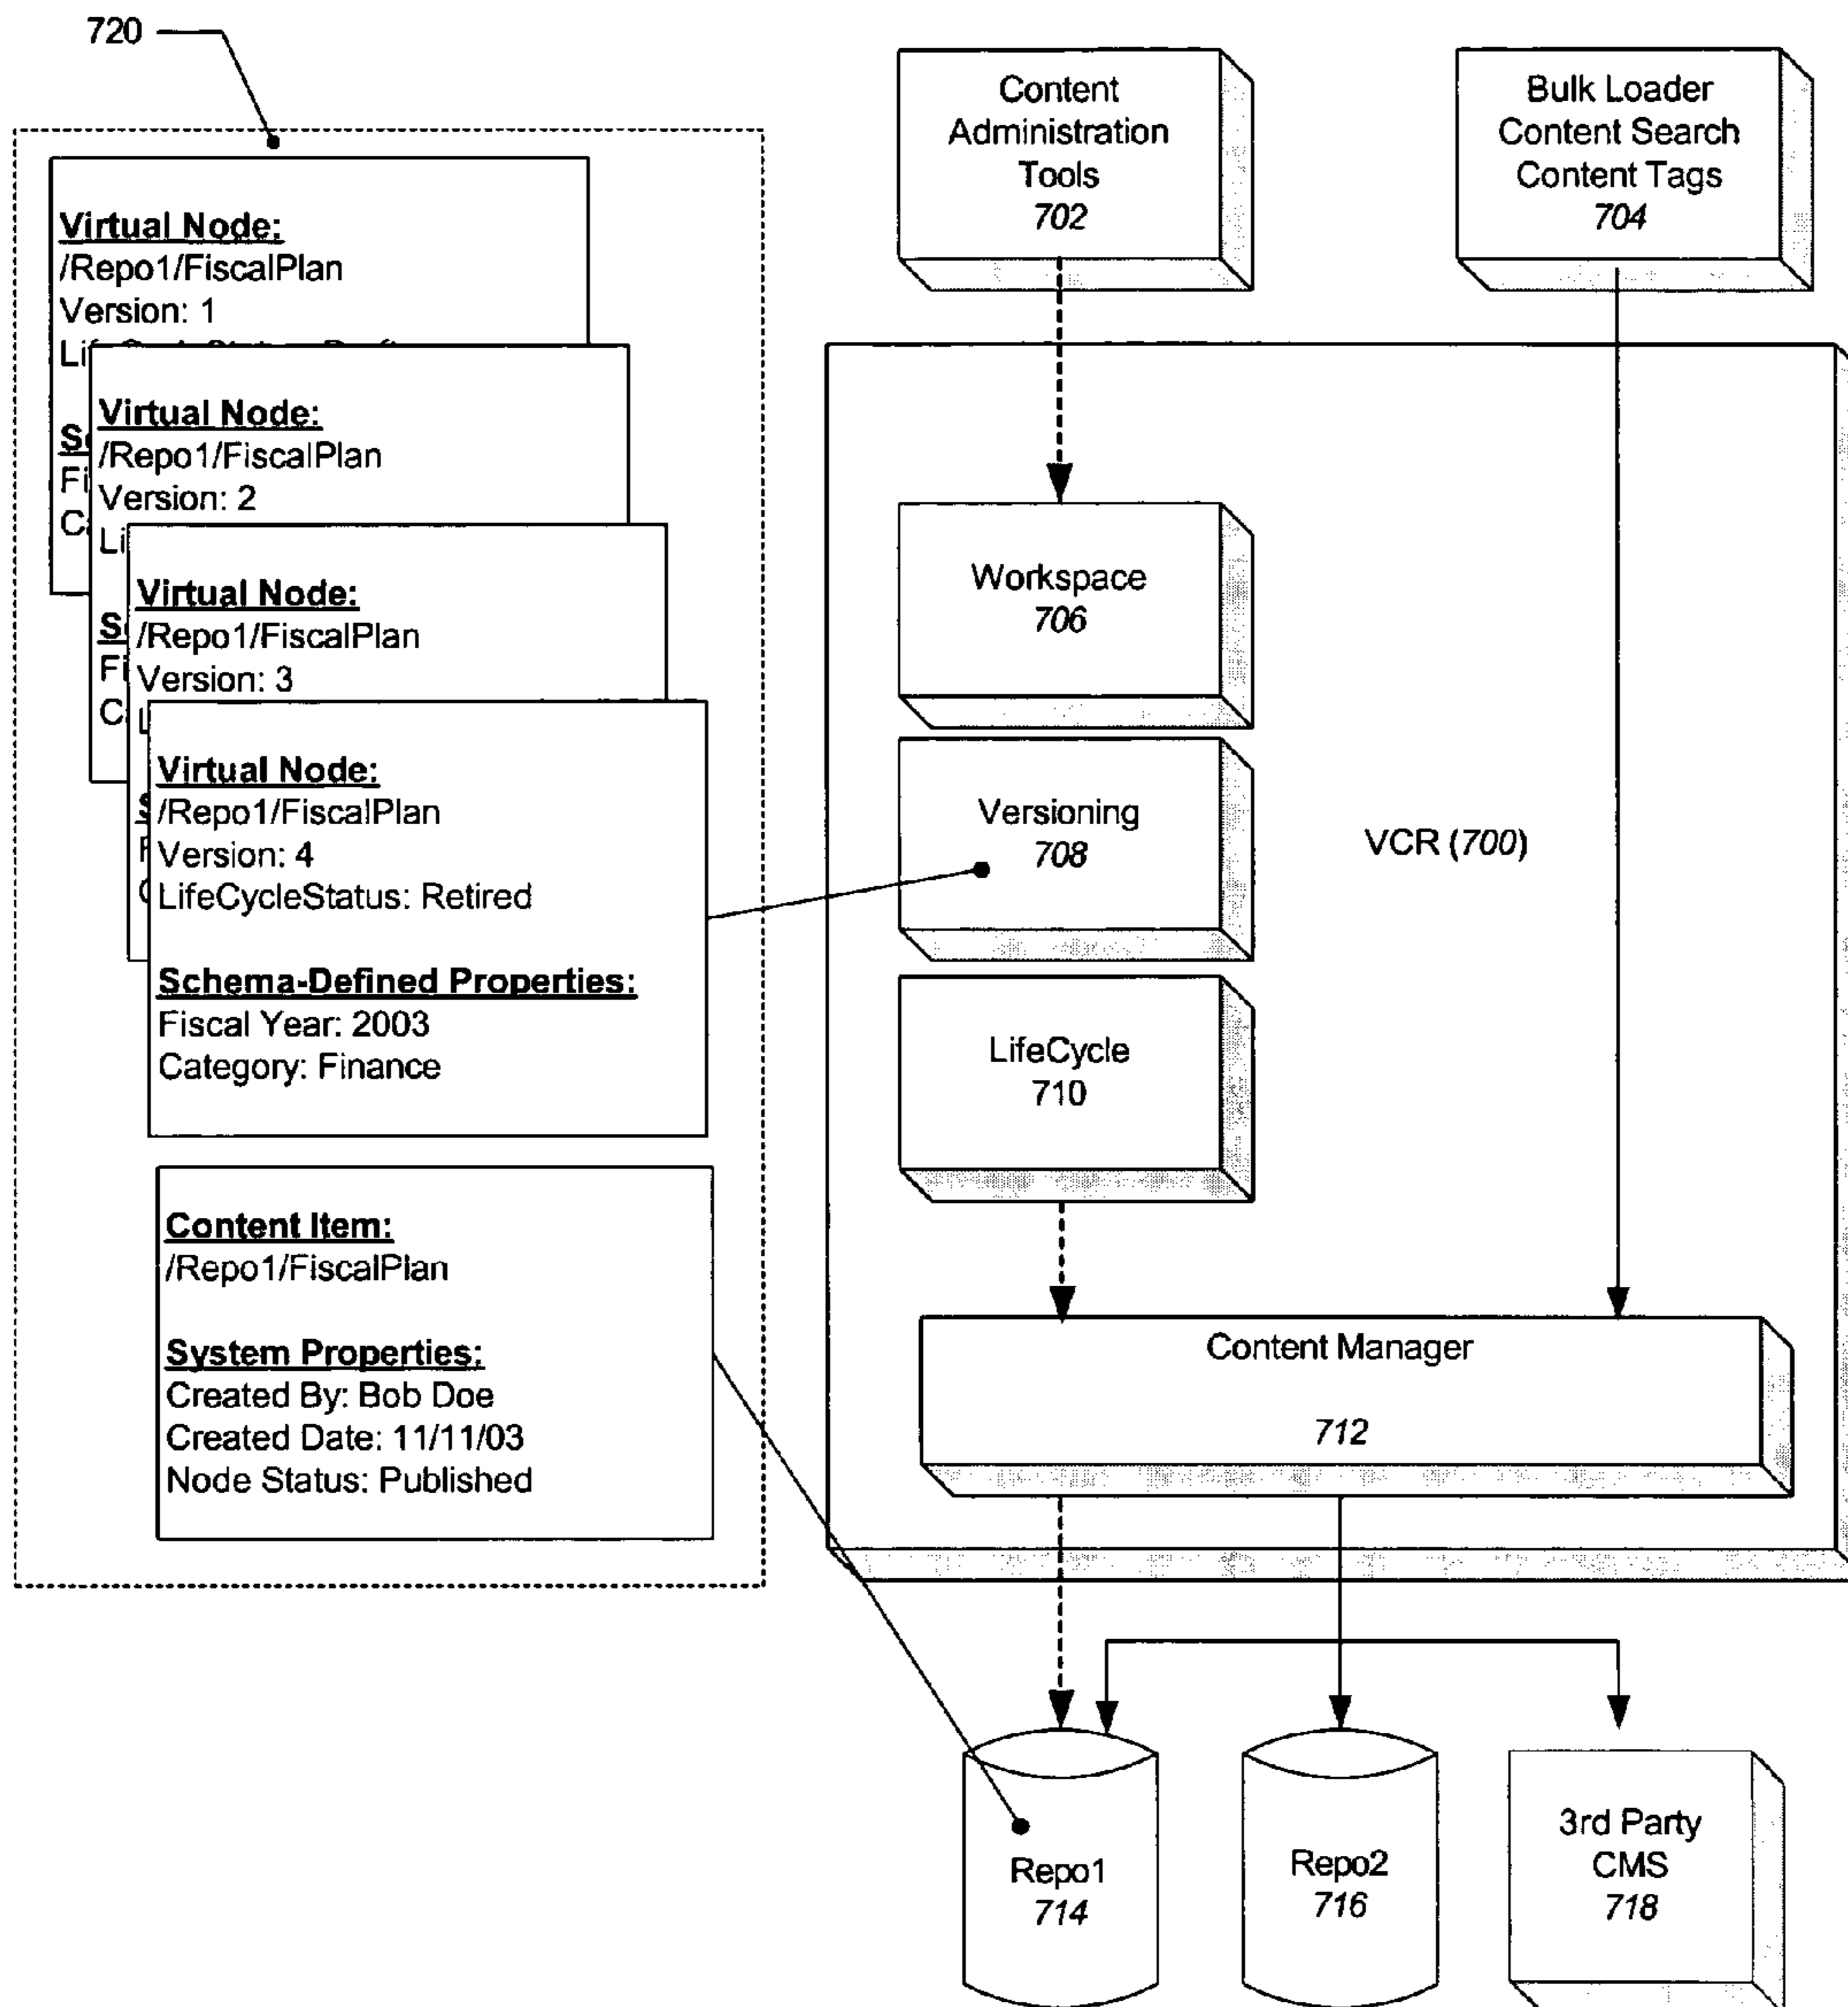 720
Virtual Node:
/Repo1/FiscalPlan
Version: 1
Virtual Node:
/Repo1/FiscalPlan
Version: 2
Virtual Node:
/Repo1/FiscalPlan
Version: 3
Virtual Node:
/Repo1/FiscalPlan
Version: 4
LifeCycleStatus: Retired
Schema-Defined Properties:
Fiscal Year: 2003
Category: Finance
Content Item:
/Repo1/FiscalPlan
System Properties:
Created By: Bob Doe
Created Date: 11/11/03
Node Status: Published
Content
Administration
Tools
702
Bulk Loader
Content Search
Content Tags
704
Workspace
706
Versioning
708
VCR (700)
LifeCycle
710
Content Manager
712
Repo1
714
Repo2
716
3rd Party
CMS
718